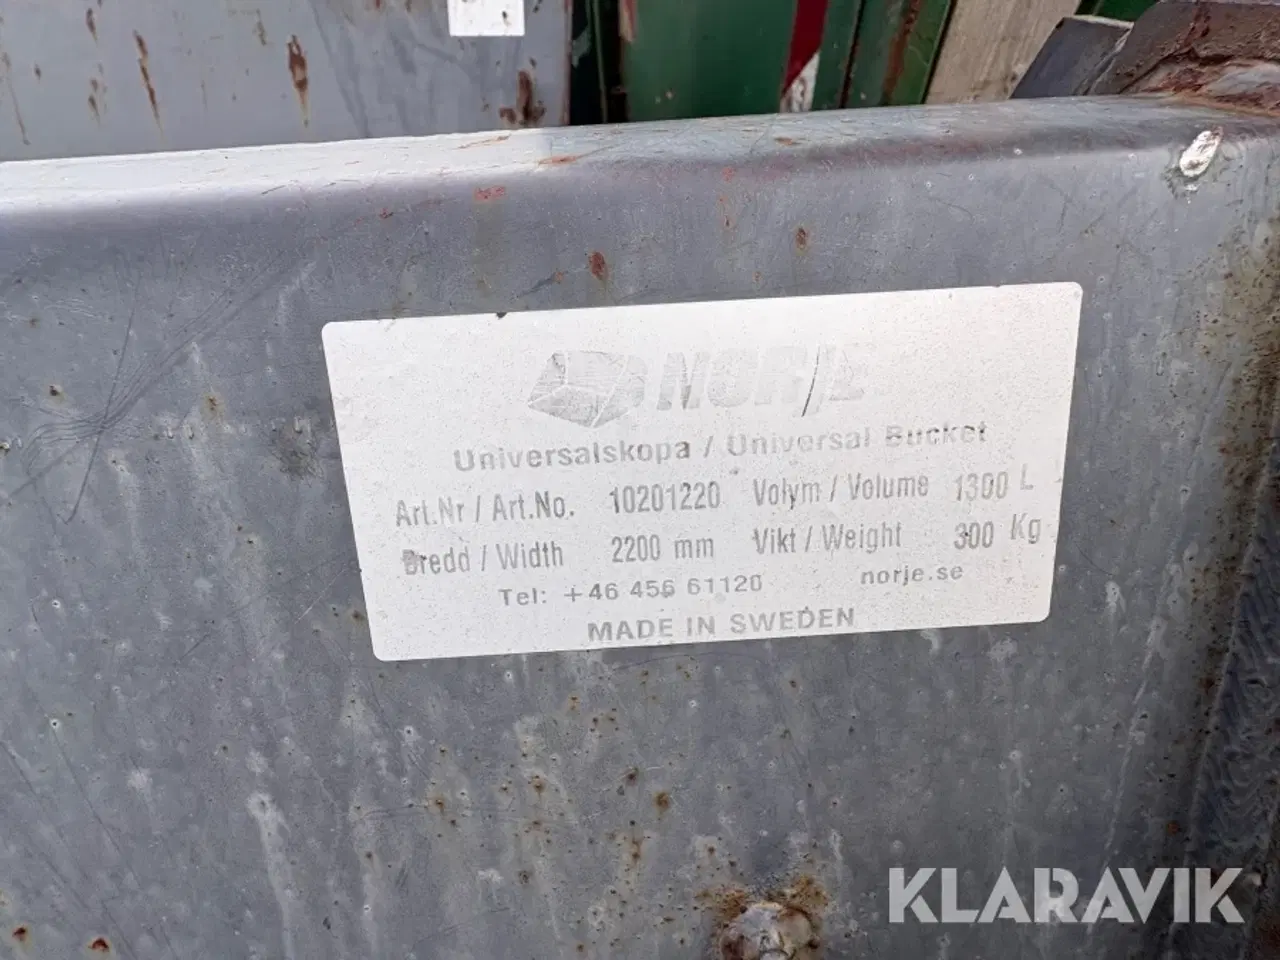 NORJE
Universalskopa / Universal Bucket
Art.Nr / Art.No. 10201220 Volym / Volume 1300 L
Bredd / Width 2200 mm Vikt / Weight 300 Kg
Tel: +46 456 61120 norje.se
MADE IN SWEDEN
KLARAVIK